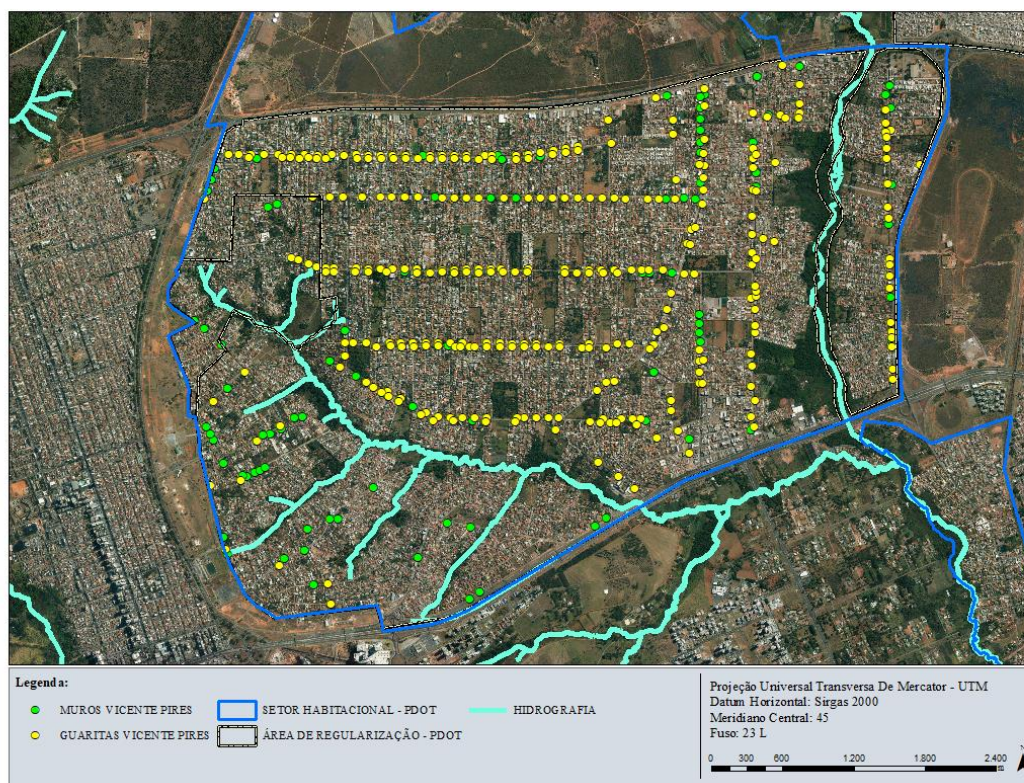 Legenda:
MUROS VICENTE PIRES
SETOR HABITACIONAL - PDOT
HIDROGRAFIA
GUARITAS VICENTE PIRES
ÁREA DE REGULARIZAÇÃO - PDOT
Projeção Universal Transversa De Mercator - UTM
Datum Horizontal: Sirgas 2000
Meridiano Central: 45
Fuso: 23 L
0 300 600 1.200 1.800 2.400